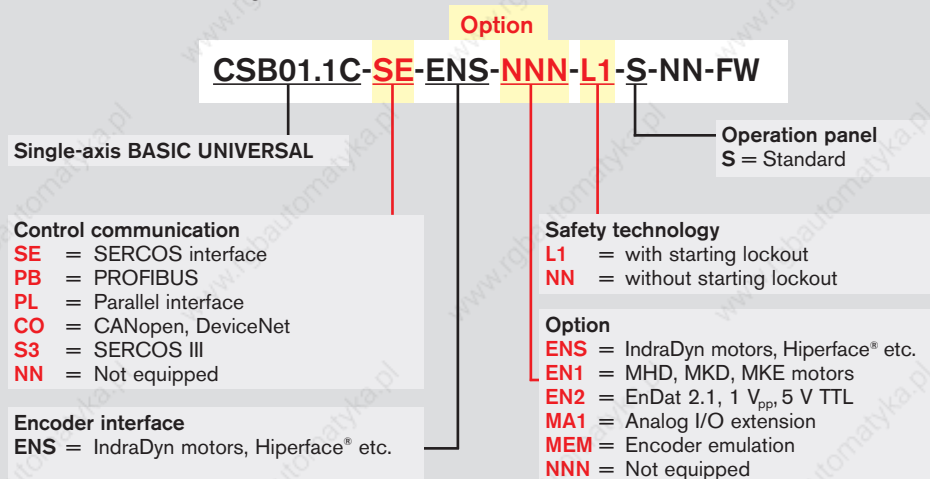 Option
CSB01.1C-SE-ENS-NNN-L1-S-NN-FW
Single-axis BASIC UNIVERSAL
Operation panel
S = Standard
Control communication
SE = SERCOS interface
PB = PROFIBUS
PL = Parallel interface
CO = CANopen, DeviceNet
S3 = SERCOS III
NN = Not equipped
Encoder interface
ENS = IndraDyn motors, Hiperface® etc.
Safety technology
L1 = with starting lockout
NN = without starting lockout
Option
ENS = IndraDyn motors, Hiperface® etc.
EN1 = MHD, MKD, MKE motors
EN2 = EnDat 2.1, 1 Vpp, 5 V TTL
MA1 = Analog I/O extension
MEM = Encoder emulation
NNN = Not equipped
www.rgbautomatyka.pl